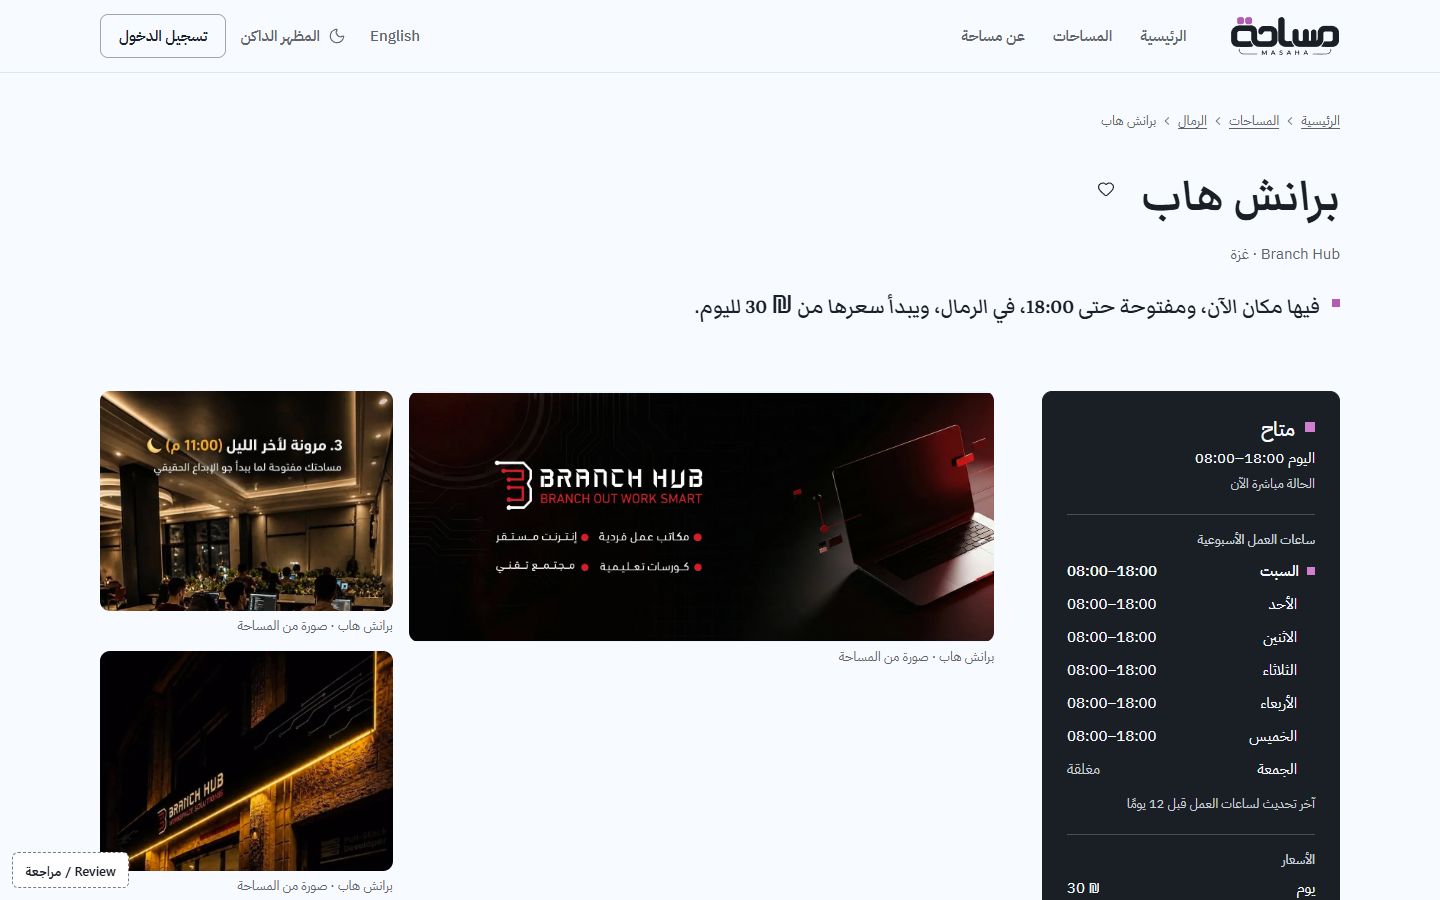 مساحة
MASAHA
الرئيسية
المساحات
عن مساحة
English
المظهر الداكن
تسجيل الدخول
الرئيسية › المساحات › الرمال › برانش هاب
برانش هاب
Branch Hub · غزة
فيها مكان الآن، ومفتوحة حتى 18:00، في الرمال، ويبدأ سعرها من ₪ 30 لليوم.
متاح
اليوم 08:00–18:00
الحالة مباشرة الآن
ساعات العمل الأسبوعية
السبت 08:00–18:00
الأحد 08:00–18:00
الاثنين 08:00–18:00
الثلاثاء 08:00–18:00
الأربعاء 08:00–18:00
الخميس 08:00–18:00
الجمعة مغلقة
آخر تحديث لساعات العمل قبل 12 يومًا
الأسعار
يوم ₪ 30
BRANCH HUB
BRANCH OUT WORK SMART
مكاتب عمل فردية
إنترنت مستقر
كورسات تعليمية
مجتمع تقني
برانش هاب · صورة من المساحة
3. مرونة لأخر الليل (11:00 م)
مساحتك مفتوحة لما يبدأ جو الإبداع الحقيقي
برانش هاب · صورة من المساحة
BRANCH HUB
WORKSPACE SOLUTIONS
برانش هاب · صورة من المساحة
Review / مراجعة